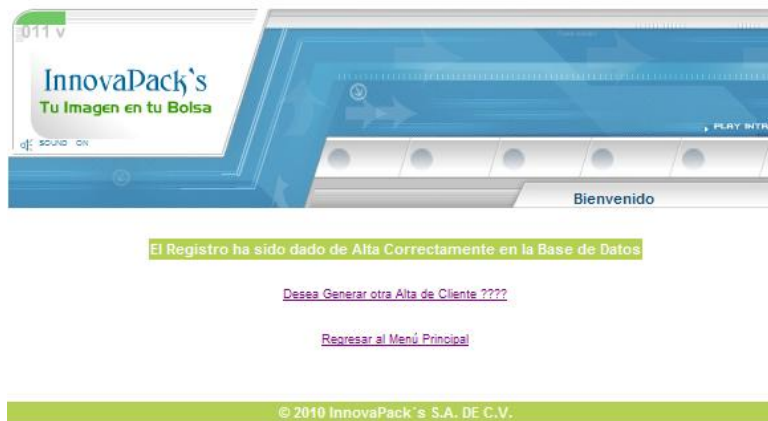 011 v
InnovaPack`s
Tu Imagen en tu Bolsa
SOUND ON
PLAY INTR
Bienvenido
El Registro ha sido dado de Alta Correctamente en la Base de Datos
Desea Generar otra Alta de Cliente ????
Regresar al Menú Principal
© 2010 InnovaPack´s S.A. DE C.V.